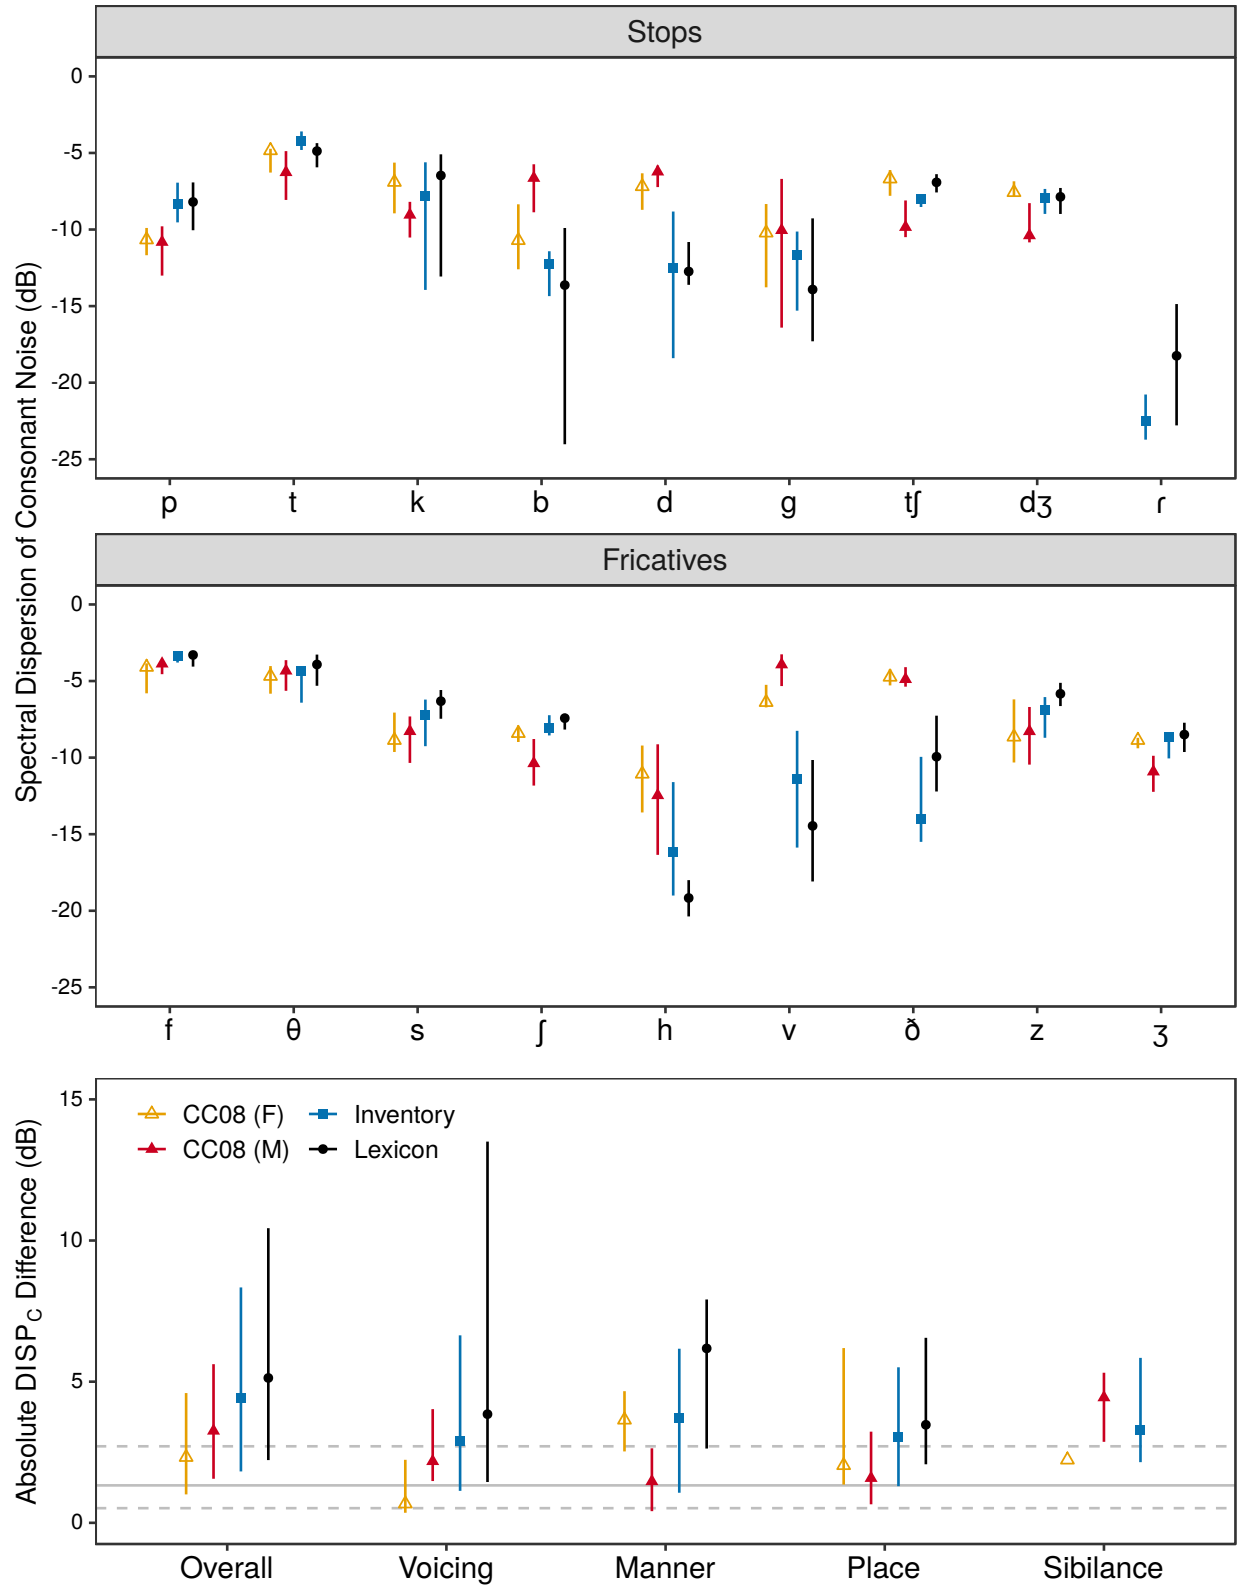 Stops
Spectral Dispersion of Consonant Noise (dB)
0
-5
-10
-15
-20
-25
p t k b d g tʃ dʒ ɾ
Fricatives
0
-5
-10
-15
-20
-25
f θ s ʃ h v ð z ʒ
Absolute DISP_C Difference (dB)
15
10
5
0
CC08 (F) Inventory
CC08 (M) Lexicon
Overall Voicing Manner Place Sibilance